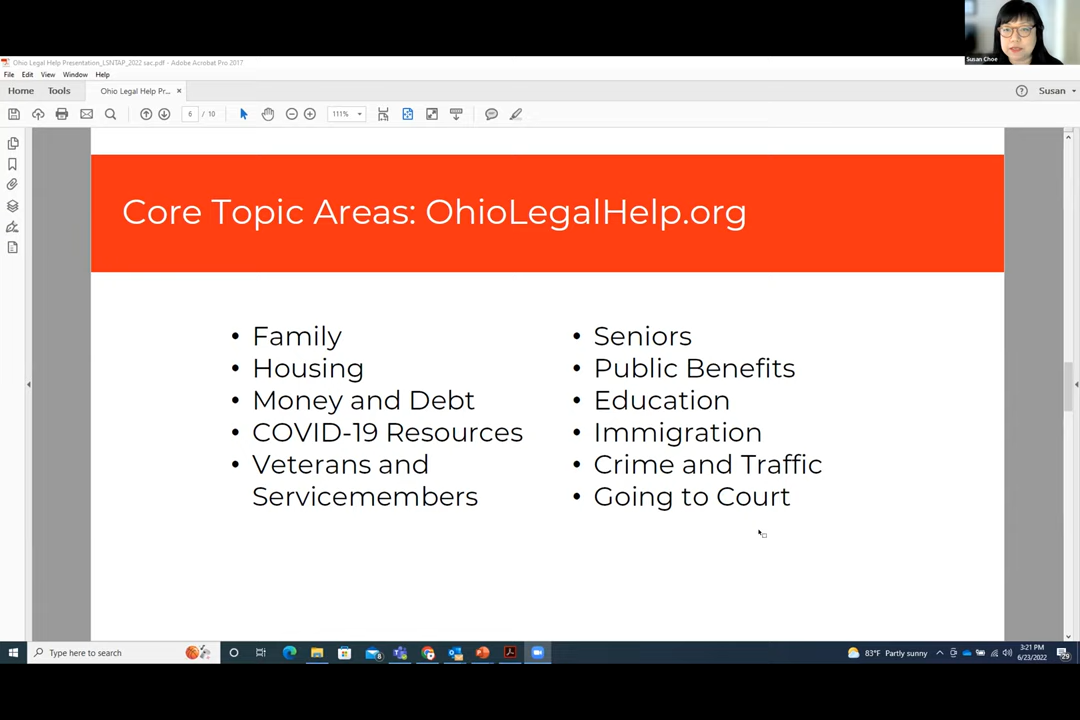 Susan Choe
Ohio Legal Help Presentation_LSNTAP_2022 sac.pdf - Adobe Acrobat Pro 2017
File Edit View Window Help
Home Tools Ohio Legal Help Pr... × Susan
6 / 10 111%
Core Topic Areas: OhioLegalHelp.org
• Family
• Housing
• Money and Debt
• COVID-19 Resources
• Veterans and
Servicemembers
• Seniors
• Public Benefits
• Education
• Immigration
• Crime and Traffic
• Going to Court
Type here to search
83°F Partly sunny
3:21 PM
6/23/2022